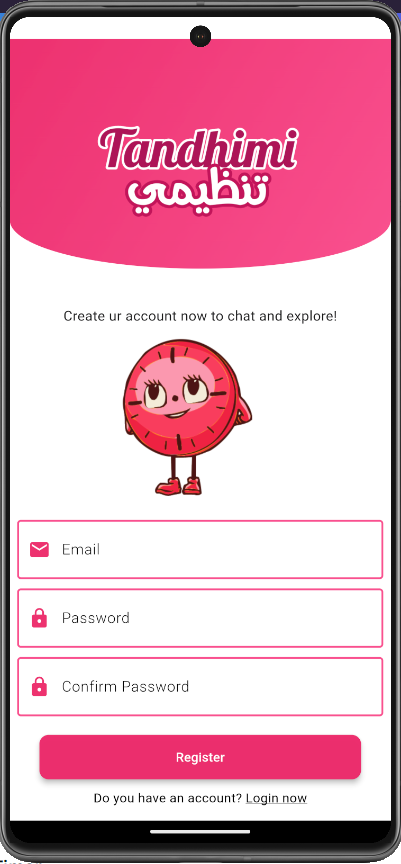 Tandhimi
تنظيمي
Create ur account now to chat and explore!
Email
Password
Confirm Password
Register
Do you have an account? Login now